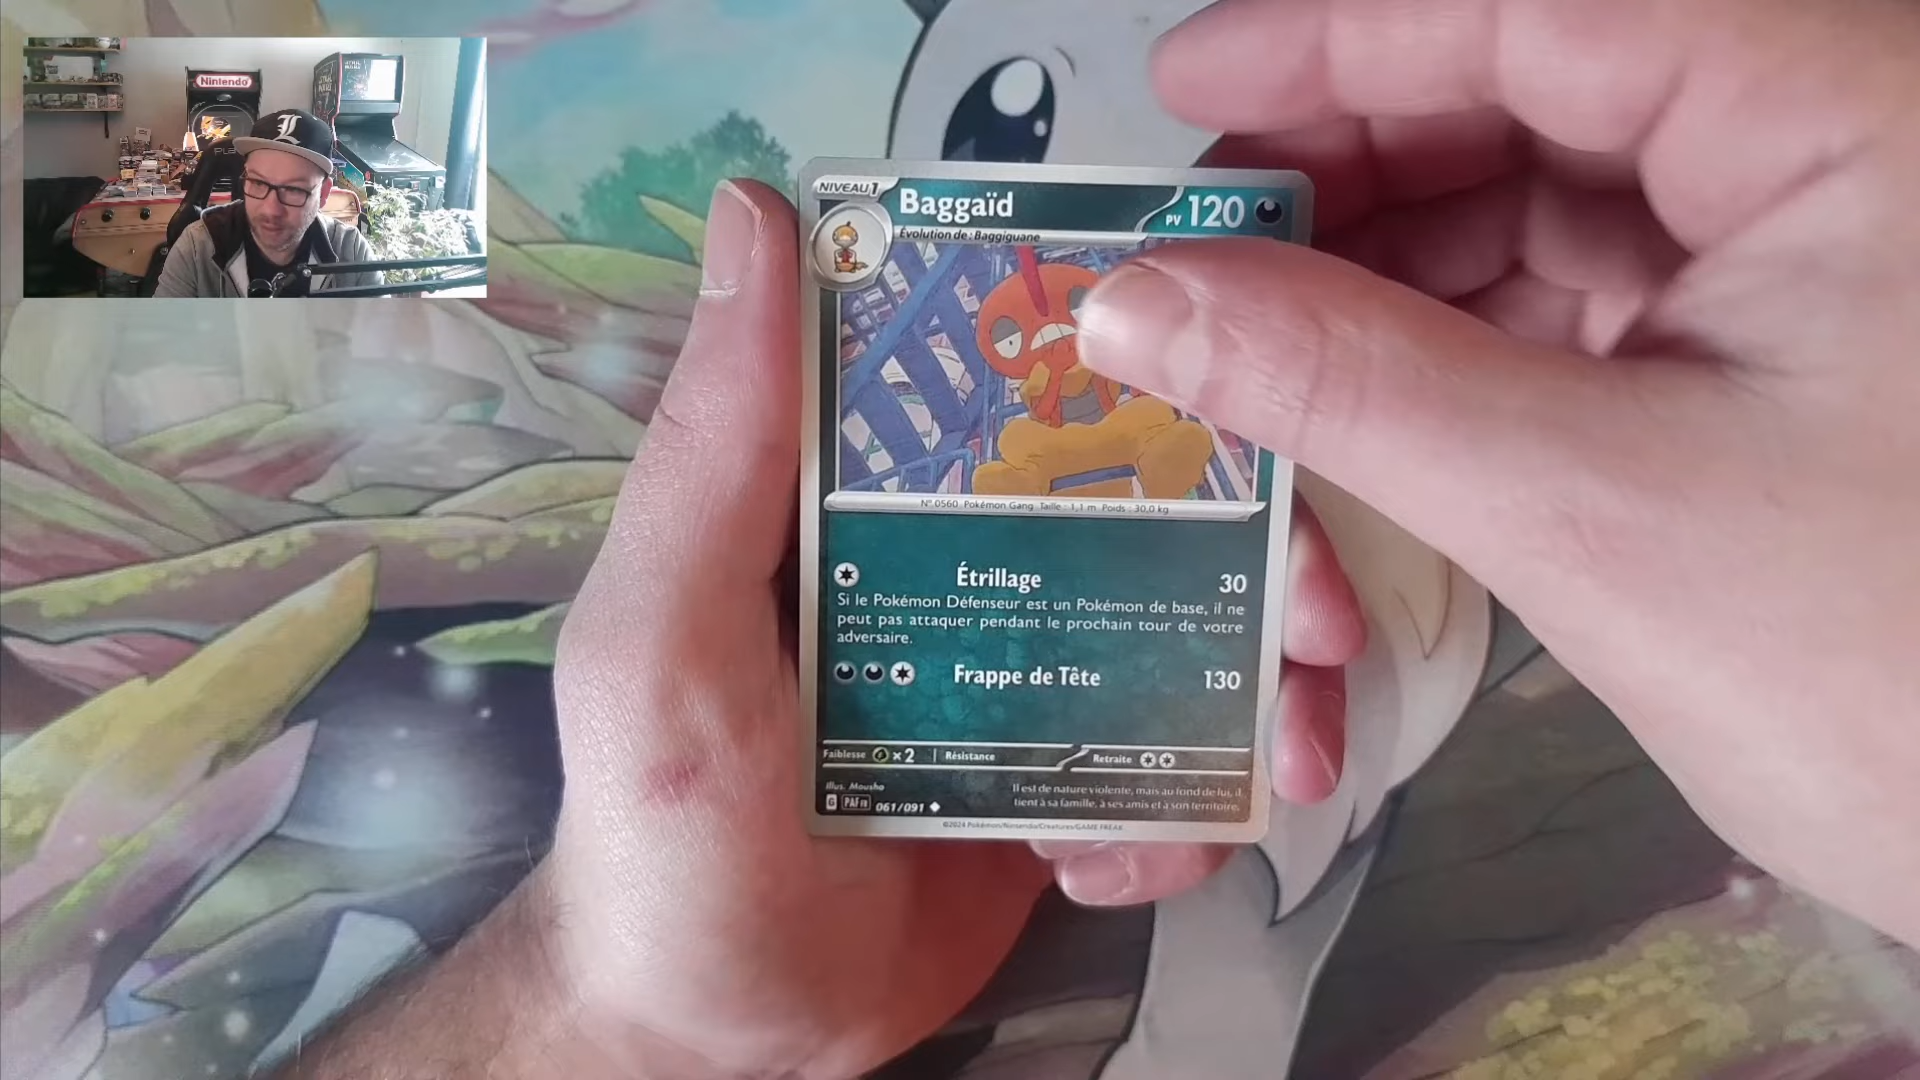 Nintendo
L
NIVEAU 1
Baggaïd
PV 120
Évolution de : Baggiguane
N° 0560 Pokémon Gang Taille : 1,1 m Poids : 30,0 kg
Étrillage 30
Si le Pokémon Défenseur est un Pokémon de base, il ne
peut pas attaquer pendant le prochain tour de votre
adversaire.
Frappe de Tête 130
Faiblesse x2 Résistance Retraite
Illus. Mousho
G PAF FR 061/091
Il est de nature violente, mais au fond de lui, il
tient à sa famille, à ses amis et à son territoire.
©2024 Pokémon/Nintendo/Creatures/GAME FREAK